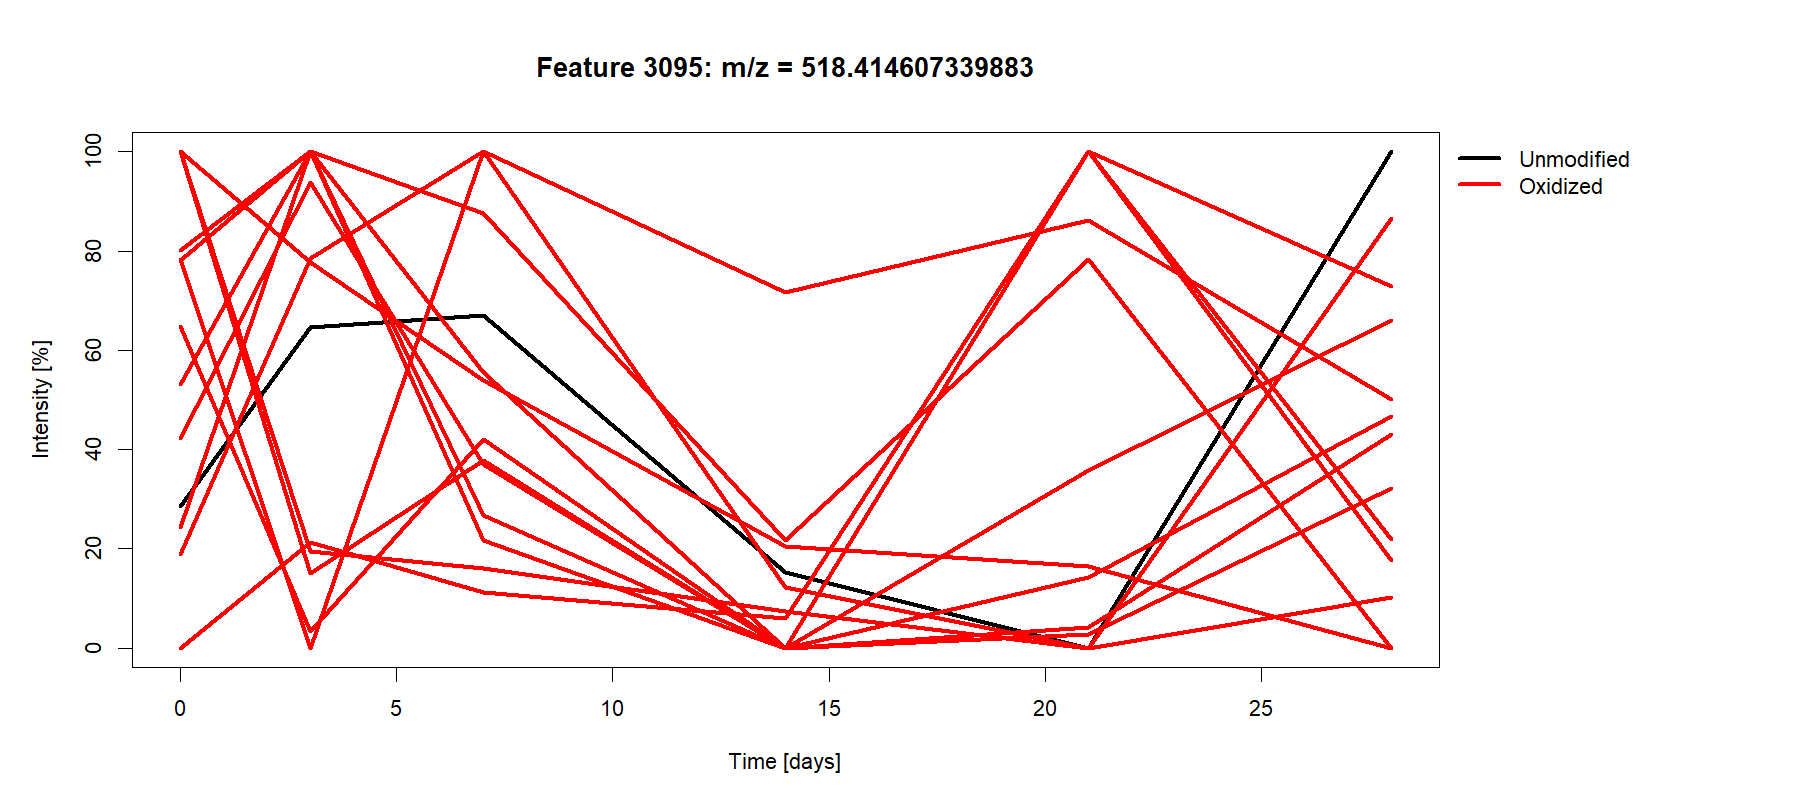 Feature 3095: m/z = 518.414607339883
Unmodified
Oxidized
Intensity [%]
100
80
60
40
20
0
0 5 10 15 20 25
Time [days]